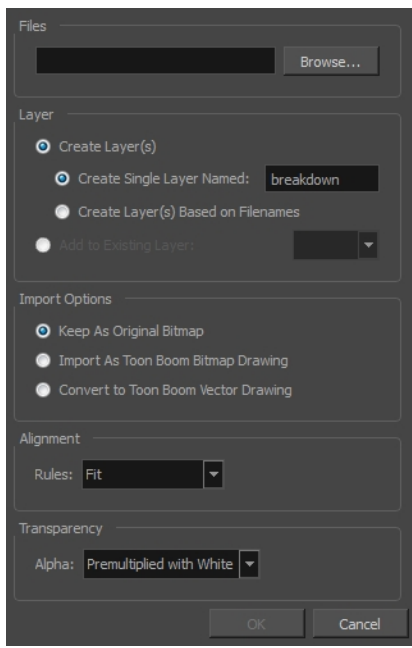 Files
Browse...
Layer
Create Layer(s)
Create Single Layer Named: breakdown
Create Layer(s) Based on Filenames
Add to Existing Layer:
Import Options
Keep As Original Bitmap
Import As Toon Boom Bitmap Drawing
Convert to Toon Boom Vector Drawing
Alignment
Rules: Fit
Transparency
Alpha: Premultiplied with White
OK Cancel